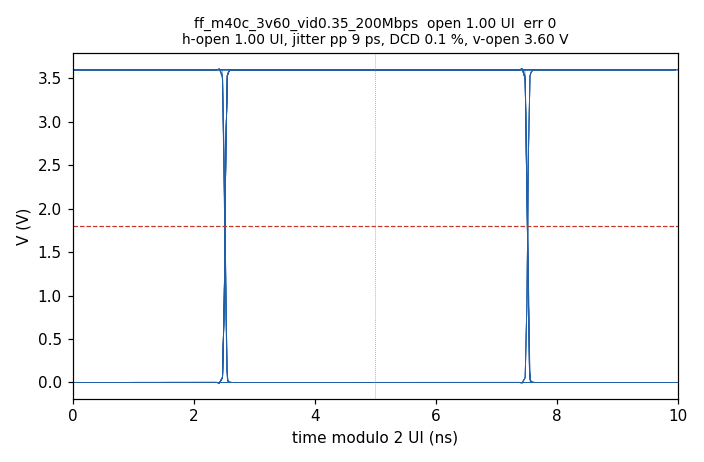 ff_m40c_3v60_vid0.35_200Mbps  open 1.00 UI  err 0
h-open 1.00 UI, jitter pp 9 ps, DCD 0.1 %, v-open 3.60 V
3.5
3.0
2.5
2.0
1.5
1.0
0.5
0.0
V (V)
0 2 4 6 8 10
time modulo 2 UI (ns)